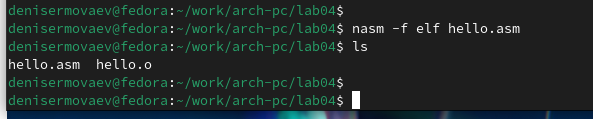 denisermovaev@fedora:~/work/arch-pc/lab04$
denisermovaev@fedora:~/work/arch-pc/lab04$ nasm -f elf hello.asm
denisermovaev@fedora:~/work/arch-pc/lab04$ ls
hello.asm  hello.o
denisermovaev@fedora:~/work/arch-pc/lab04$
denisermovaev@fedora:~/work/arch-pc/lab04$